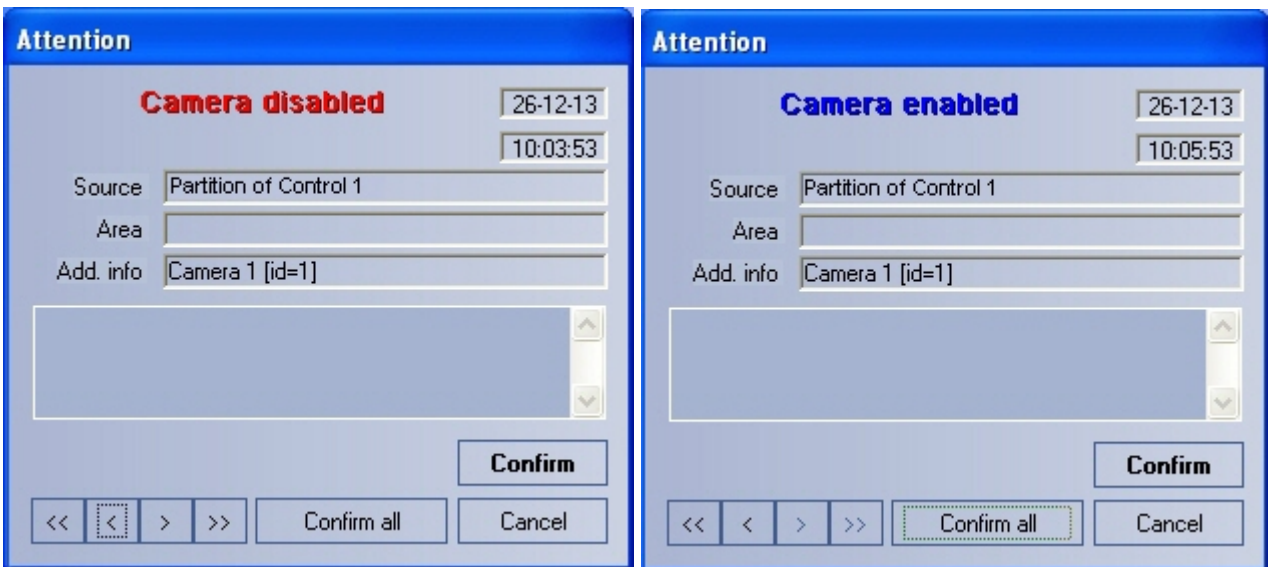 Attention
Camera disabled
26-12-13
10:03:53
Source Partition of Control 1
Area
Add. info Camera 1 [id=1]
Confirm
<< < > >> Confirm all Cancel
Attention
Camera enabled
26-12-13
10:05:53
Source Partition of Control 1
Area
Add. info Camera 1 [id=1]
Confirm
<< < > >> Confirm all Cancel